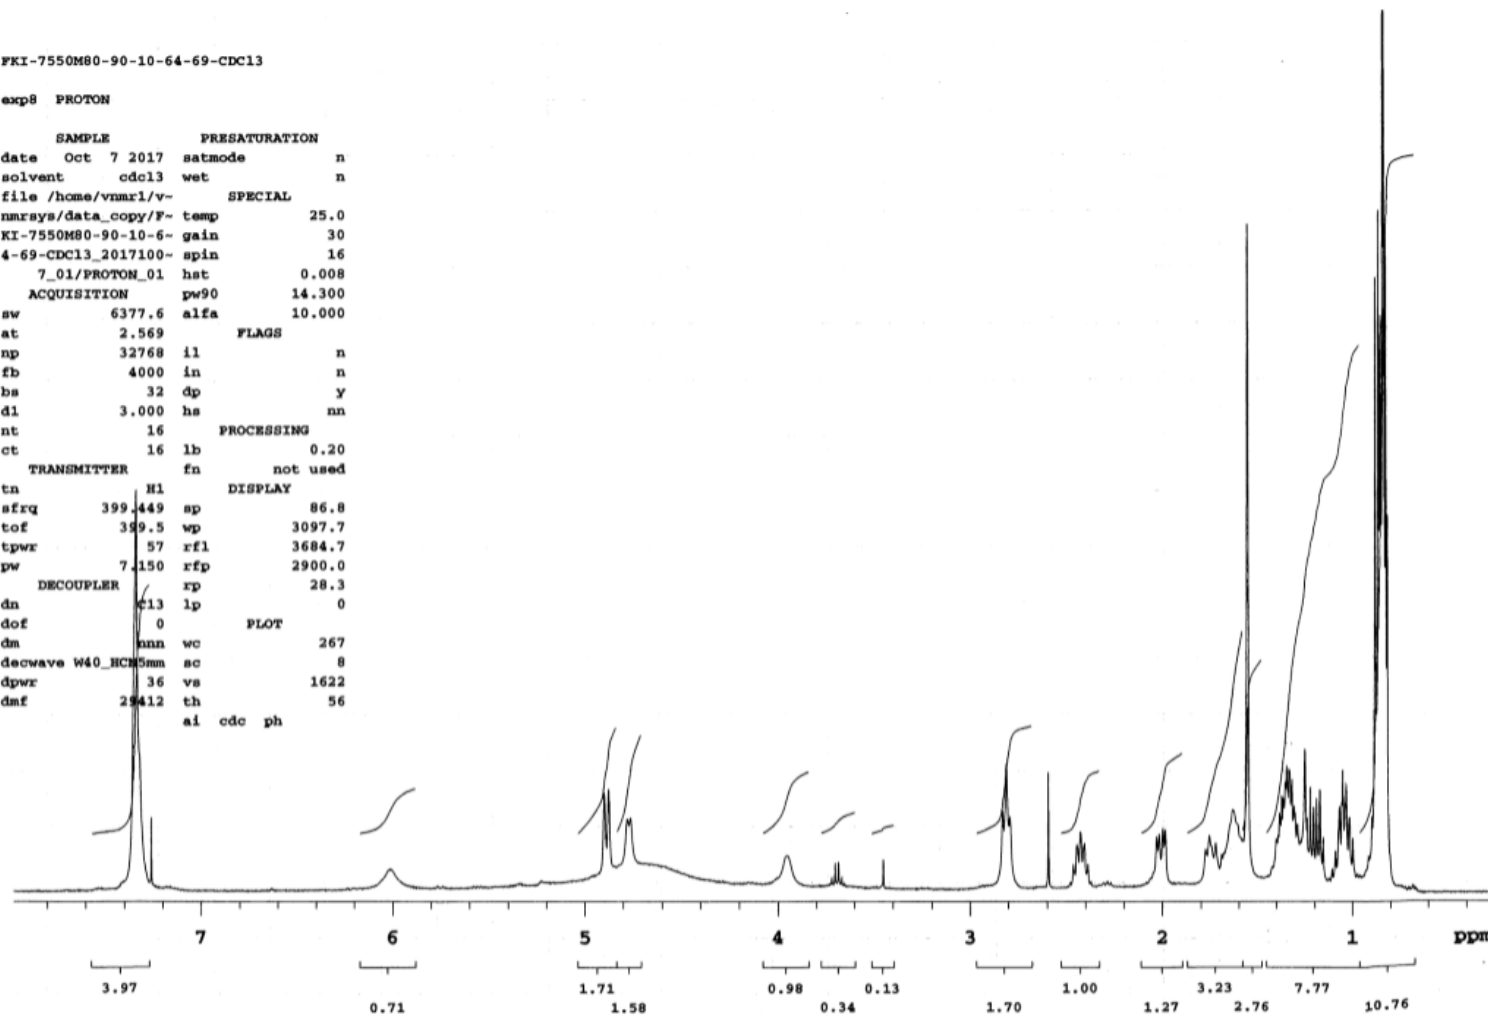 FKI-7550M80-90-10-64-69-CDCl3
exp8 PROTON
SAMPLE PRESATURATION
date Oct 7 2017 satmode n
solvent cdcl3 wet n
file /home/vnmr1/v~ SPECIAL
nmrsys/data_copy/F~ temp 25.0
KI-7550M80-90-10-6~ gain 30
4-69-CDCl3_2017100~ spin 16
7_01/PROTON_01 hst 0.008
ACQUISITION pw90 14.300
sw 6377.6 alfa 10.000
at 2.569 FLAGS
np 32768 il n
fb 4000 in n
bs 32 dp y
d1 3.000 hs nn
nt 16 PROCESSING
ct 16 lb 0.20
TRANSMITTER fn not used
tn H1 DISPLAY
sfrq 399.449 sp 86.8
tof 399.5 wp 3097.7
tpwr 57 rfl 3684.7
pw 7.150 rfp 2900.0
DECOUPLER rp 28.3
dn C13 lp 0
dof 0 PLOT
dm nnn wc 267
decwave W40_HCN5mm sc 8
dpwr 36 vs 1622
dmf 29412 th 56
ai cdc ph
7 6 5 4 3 2 1 ppm
3.97 1.71 0.98 0.13 1.00 3.23 7.77
0.71 1.58 0.34 1.70 1.27 2.76 10.76